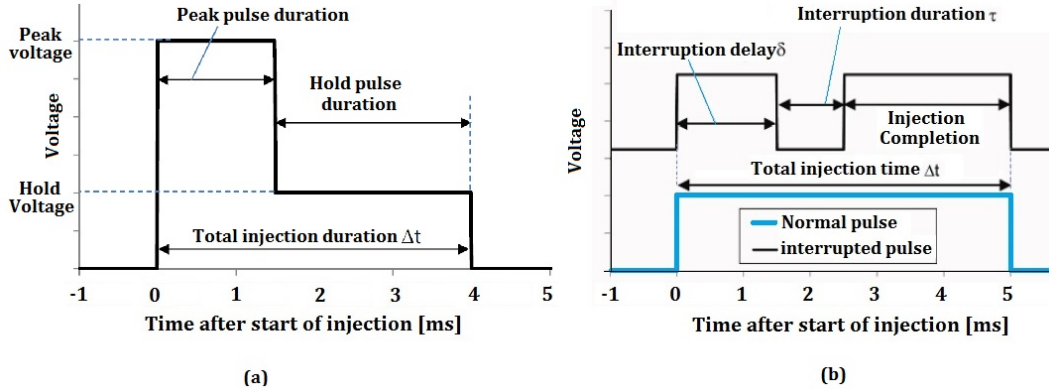 Peak pulse duration
Peak
voltage
Hold pulse
duration
Voltage
Hold
Voltage
Total injection duration Δt
-1 0 1 2 3 4 5
Time after start of injection [ms]
(a)
Interruption duration τ
Interruption delayδ
Injection
Completion
Voltage
Total injection time Δt
Normal pulse
interrupted pulse
-1 0 1 2 3 4 5
Time after start of injection [ms]
(b)